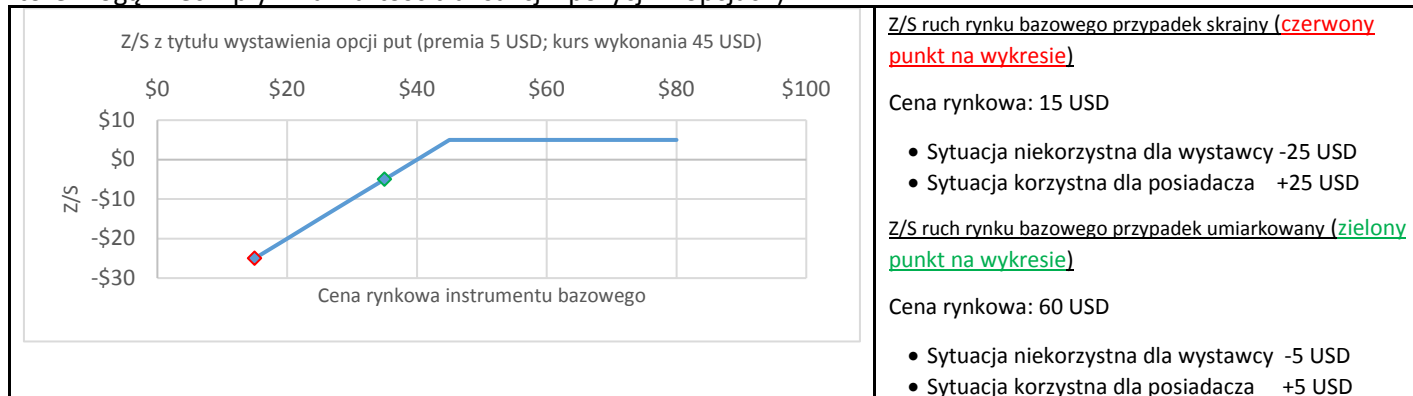 Z/S z tytułu wystawienia opcji put (premia 5 USD; kurs wykonania 45 USD)
$0 $20 $40 $60 $80 $100
$10
$0
-$10
-$20
-$30
Z/S
Cena rynkowa instrumentu bazowego
Z/S ruch rynku bazowego przypadek skrajny (czerwony
punkt na wykresie)
Cena rynkowa: 15 USD
• Sytuacja niekorzystna dla wystawcy -25 USD
• Sytuacja korzystna dla posiadacza +25 USD
Z/S ruch rynku bazowego przypadek umiarkowany (zielony
punkt na wykresie)
Cena rynkowa: 60 USD
• Sytuacja niekorzystna dla wystawcy -5 USD
• Sytuacja korzystna dla posiadacza +5 USD